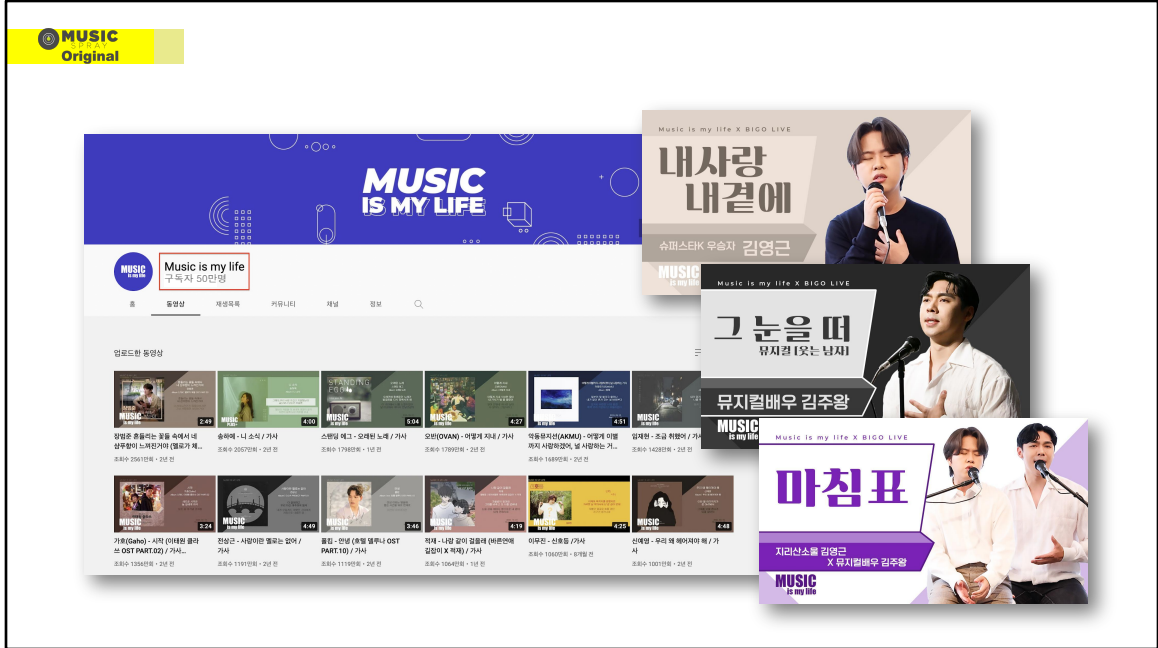 MUSIC
SPRAY
Original
MUSIC
IS MY LIFE
MUSIC
is my life
Music is my life
구독자 50만명
홈 동영상 재생목록 커뮤니티 채널 정보
업로드한 동영상
2:49 4:00 5:04 4:27 4:51
장범준 흔들리는 꽃들 속에서 네
샴푸향이 느껴진거야 (멜로가 체...
조회수 2561만회 • 2년 전
송하예 - 니 소식 / 가사
조회수 2057만회 • 2년 전
STANDING
EGG
스탠딩 에그 - 오래된 노래 / 가사
조회수 1798만회 • 1년 전
오반(OVAN) - 어떻게 지내 / 가사
조회수 1789만회 • 2년 전
악동뮤지션(AKMU) - 어떻게 이별
까지 사랑하겠어, 널 사랑하는 거...
조회수 1689만회 • 2년 전
임재현 - 조금 취했어 / 가사
조회수 1428만회 • 2년 전
3:24 4:49 3:46 4:19 4:25 4:48
가호(Gaho) - 시작 (이태원 클라
쓰 OST PART.02) / 가사...
조회수 1356만회 • 2년 전
전상근 - 사랑이란 멜로는 없어 /
가사
조회수 1191만회 • 2년 전
폴킴 - 안녕 (호텔 델루나 OST
PART.10) / 가사
조회수 1119만회 • 2년 전
적재 - 나랑 같이 걸을래 (바른연애
길잡이 X 적재) / 가사
조회수 1064만회 • 1년 전
이무진 - 신호등 /가사
조회수 1060만회 • 8개월 전
신예영 - 우리 왜 헤어져야 해 / 가
사
조회수 1001만회 • 2년 전
Music is my life X BIGO LIVE
내사랑
내곁에
슈퍼스타K 우승자 김영근
MUSIC
is my life
Music is my life X BIGO LIVE
그 눈을 떠
뮤지컬 [웃는 남자]
뮤지컬배우 김주왕
MUSIC
is my life
Music is my life X BIGO LIVE
마침표
지리산소울 김영근
X 뮤지컬배우 김주왕
MUSIC
is my life